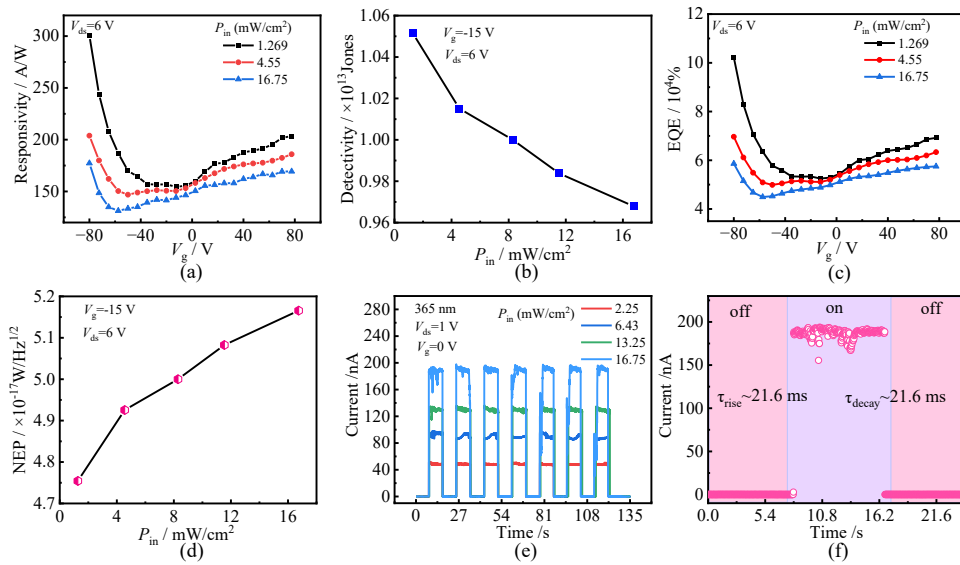 V_ds=6 V
P_in (mW/cm²)
1.269
4.55
16.75
300
250
200
150
Responsivity / A/W
−80 −40 0 40 80
V_g / V
(a)
V_g=-15 V
V_ds=6 V
1.06
1.04
1.02
1.00
0.98
0.96
Detectivity / ×10¹³Jones
0 4 8 12 16
P_in / mW/cm²
(b)
V_ds=6 V
P_in (mW/cm²)
1.269
4.55
16.75
12
10
8
6
4
EQE / 10⁴%
−80 −40 0 40 80
V_g / V
(c)
V_g=-15 V
V_ds=6 V
5.2
5.1
5.0
4.9
4.8
4.7
NEP / ×10⁻¹⁷W/Hz^1/2
0 4 8 12 16
P_in / mW/cm²
(d)
365 nm
V_ds=1 V
V_g=0 V
P_in (mW/cm²)
2.25
6.43
13.25
16.75
280
240
200
160
120
80
40
0
Current /nA
0 27 54 81 108 135
Time /s
(e)
off
on
off
τ_rise~21.6 ms
τ_decay~21.6 ms
200
150
100
50
0
Current /nA
0.0 5.4 10.8 16.2 21.6
Time /s
(f)